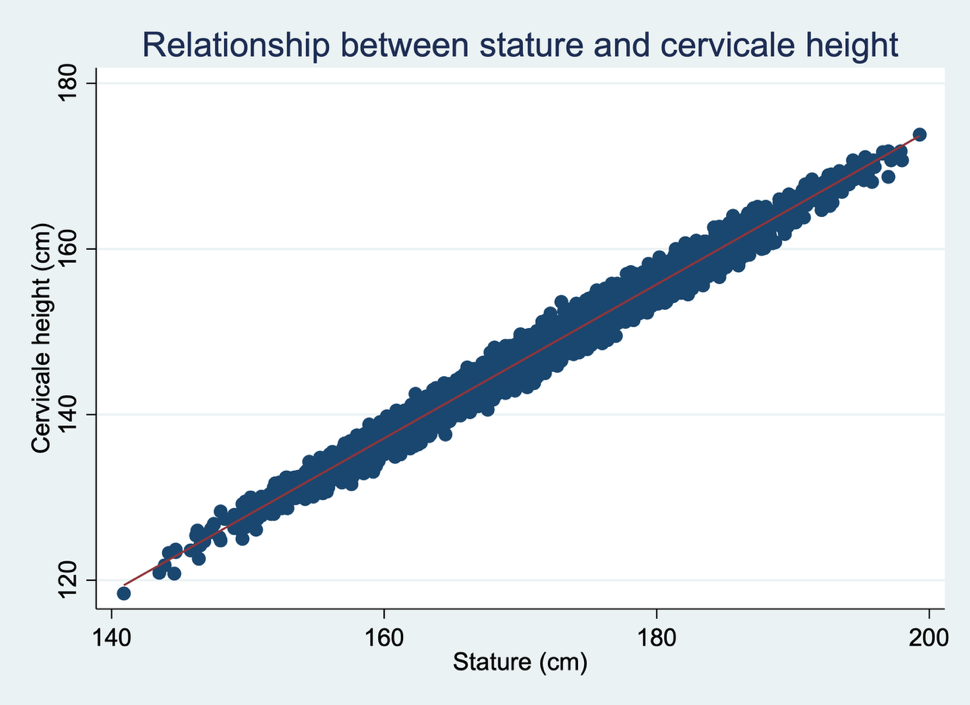 Relationship between stature and cervicale height
180
160
140
120
Cervicale height (cm)
140
160
180
200
Stature (cm)